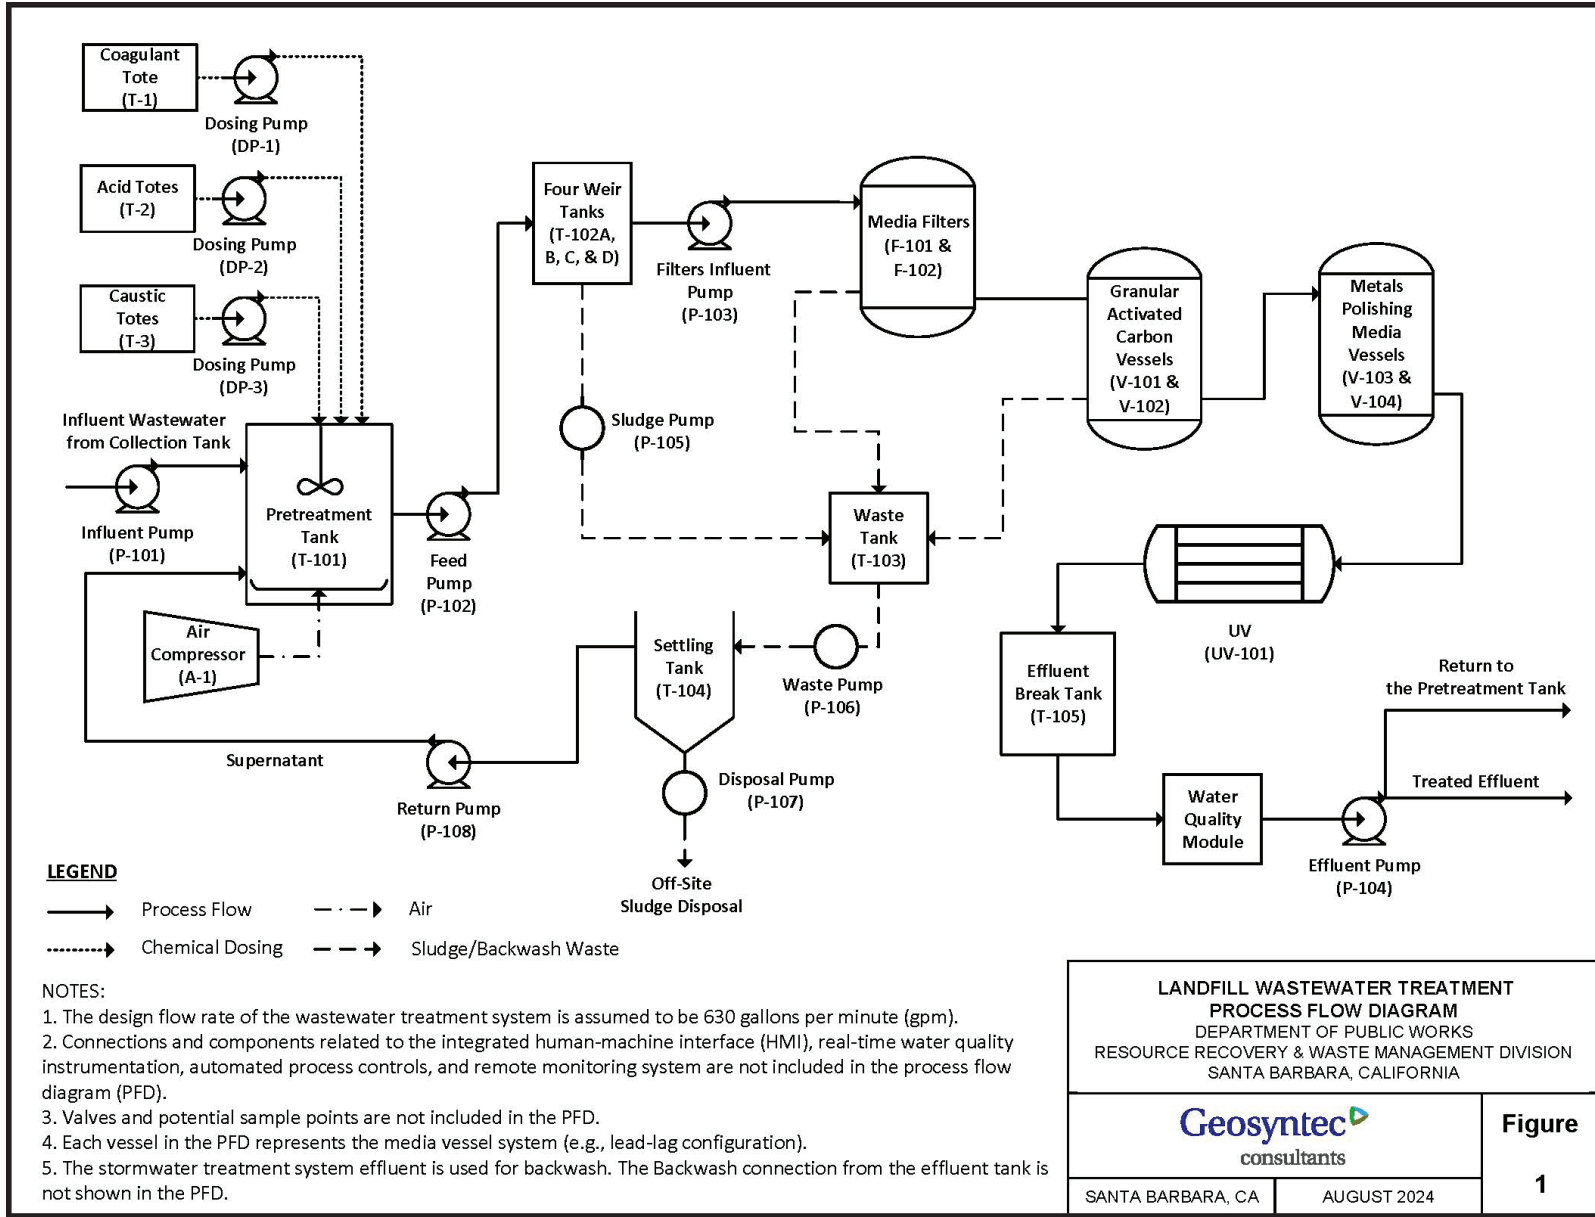 Coagulant
Tote
(T-1)
Dosing Pump
(DP-1)
Acid Totes
(T-2)
Dosing Pump
(DP-2)
Caustic
Totes
(T-3)
Dosing Pump
(DP-3)
Influent Wastewater
from Collection Tank
Influent Pump
(P-101)
Pretreatment
Tank
(T-101)
Air
Compressor
(A-1)
Feed
Pump
(P-102)
Four Weir
Tanks
(T-102A,
B, C, & D)
Filters Influent
Pump
(P-103)
Media Filters
(F-101 &
F-102)
Granular
Activated
Carbon
Vessels
(V-101 &
V-102)
Metals
Polishing
Media
Vessels
(V-103 &
V-104)
Sludge Pump
(P-105)
Waste
Tank
(T-103)
Waste Pump
(P-106)
Settling
Tank
(T-104)
Disposal Pump
(P-107)
Off-Site
Sludge Disposal
Supernatant
Return Pump
(P-108)
UV
(UV-101)
Effluent
Break Tank
(T-105)
Water
Quality
Module
Effluent Pump
(P-104)
Return to
the Pretreatment Tank
Treated Effluent
LEGEND
Process Flow
Air
Chemical Dosing
Sludge/Backwash Waste
NOTES:
1. The design flow rate of the wastewater treatment system is assumed to be 630 gallons per minute (gpm).
2. Connections and components related to the integrated human-machine interface (HMI), real-time water quality
instrumentation, automated process controls, and remote monitoring system are not included in the process flow
diagram (PFD).
3. Valves and potential sample points are not included in the PFD.
4. Each vessel in the PFD represents the media vessel system (e.g., lead-lag configuration).
5. The stormwater treatment system effluent is used for backwash. The Backwash connection from the effluent tank is
not shown in the PFD.
LANDFILL WASTEWATER TREATMENT
PROCESS FLOW DIAGRAM
DEPARTMENT OF PUBLIC WORKS
RESOURCE RECOVERY & WASTE MANAGEMENT DIVISION
SANTA BARBARA, CALIFORNIA
Geosyntec
consultants
Figure
1
SANTA BARBARA, CA
AUGUST 2024